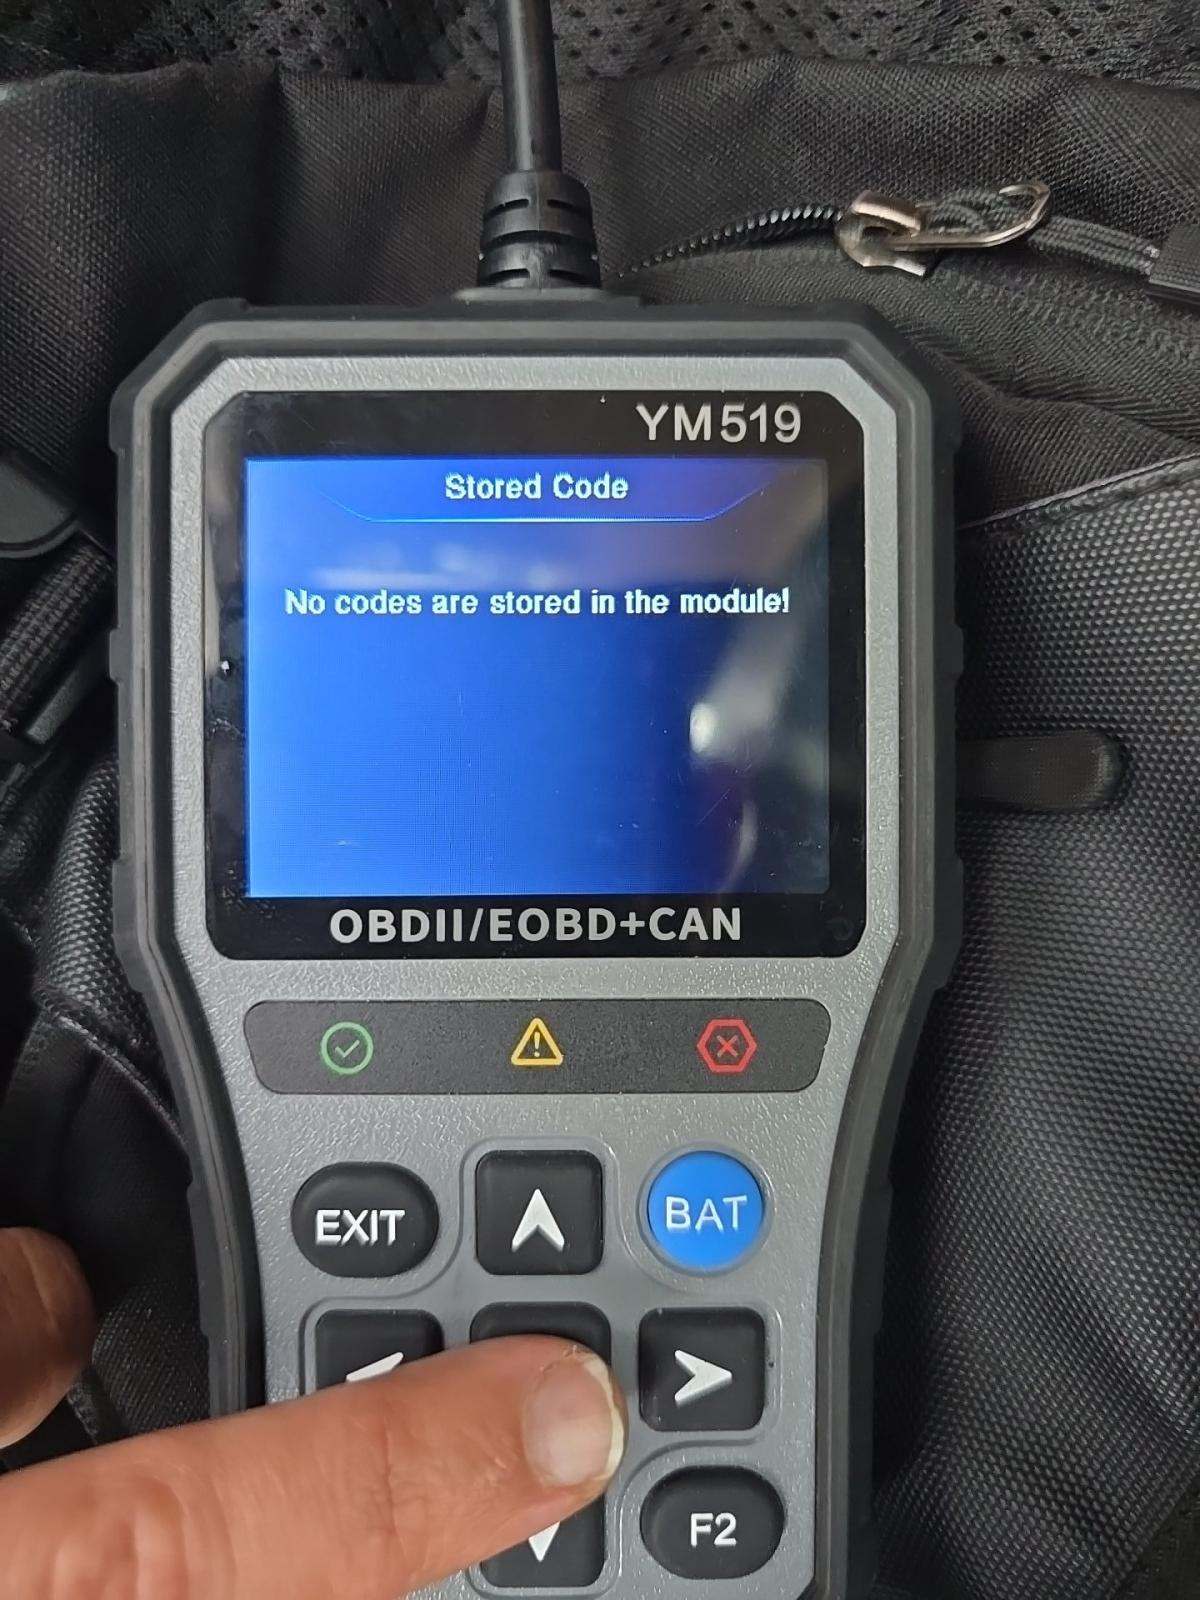 YM519
Stored Code
No codes are stored in the module!
OBDII/EOBD+CAN
EXIT
BAT
F2